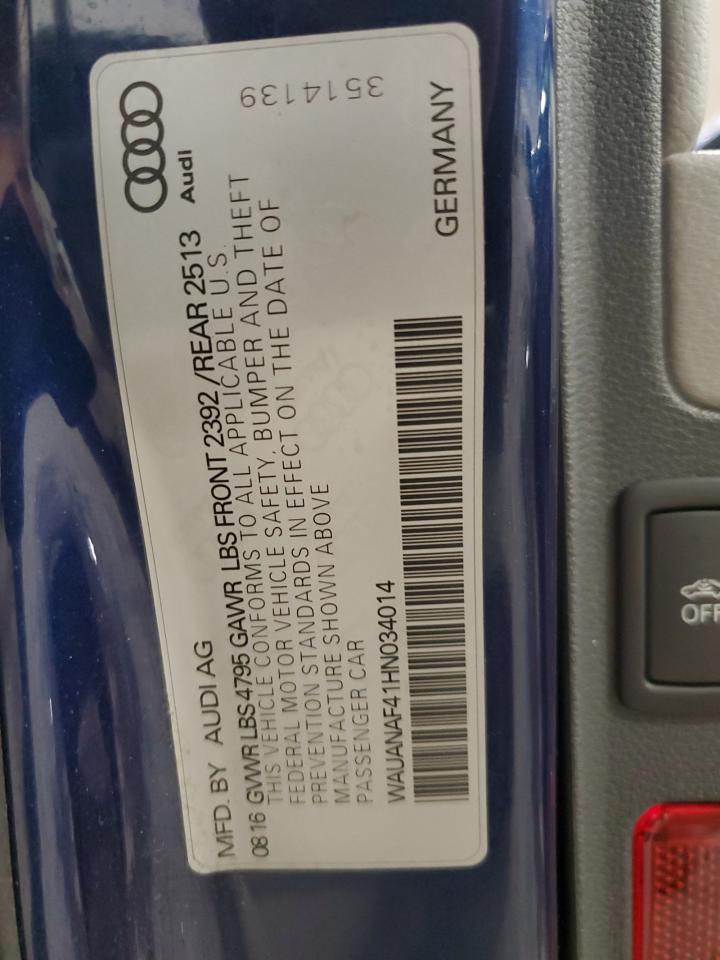 Audi
3514139
MFD. BY AUDI AG
08 16 GVWR LBS 4795 GAWR LBS FRONT 2392 / REAR 2513
THIS VEHICLE CONFORMS TO ALL APPLICABLE U.S.
FEDERAL MOTOR VEHICLE SAFETY, BUMPER AND THEFT
PREVENTION STANDARDS IN EFFECT ON THE DATE OF
MANUFACTURE SHOWN ABOVE
PASSENGER CAR
WAUANAF41HN034014
GERMANY
OFF